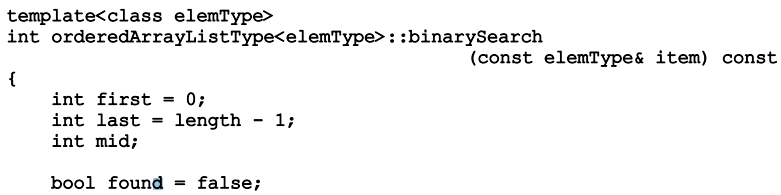 template<class elemType>
int orderedArrayListType<elemType>::binarySearch
                                          (const elemType& item) const
{
    int first = 0;
    int last = length - 1;
    int mid;

    bool found = false;